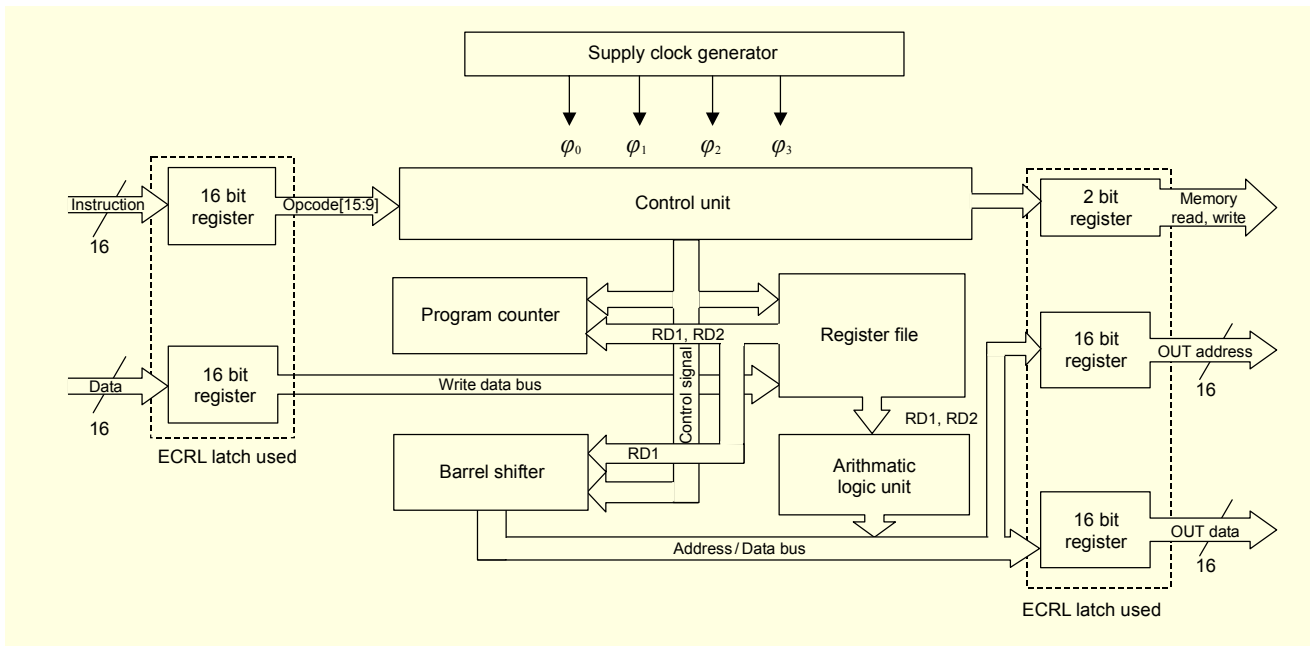 Supply clock generator
φ0 φ1 φ2 φ3
Instruction
16
16 bit
register
Opcode[15:9]
Control unit
2 bit
register
Memory
read, write
Program counter
RD1, RD2
Register file
16 bit
register
OUT address
16
Data
16
16 bit
register
Write data bus
Control signal
ECRL latch used
Barrel shifter
RD1
RD1, RD2
Arithmatic
logic unit
Address/Data bus
16 bit
register
OUT data
16
ECRL latch used